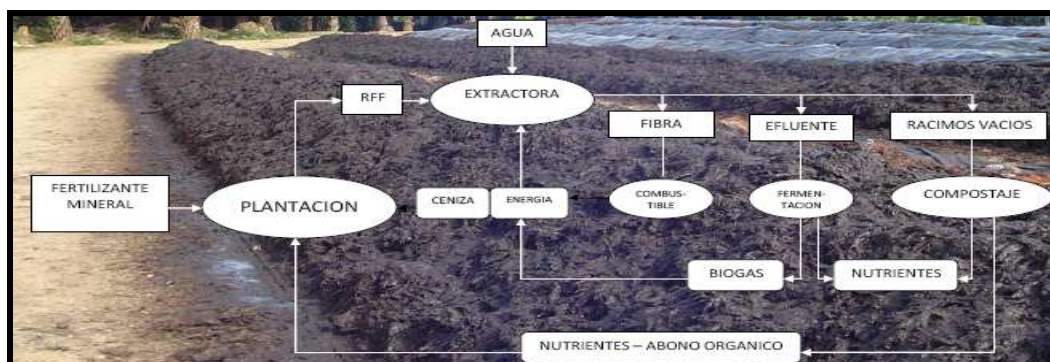 AGUA
RFF
EXTRACTORA
FIBRA
EFLUENTE
RACIMOS VACIOS
FERTILIZANTE
MINERAL
PLANTACION
CENIZA
ENERGIA
COMBUS-
TIBLE
FERMEN-
TACION
COMPOSTAJE
BIOGAS
NUTRIENTES
NUTRIENTES – ABONO ORGANICO